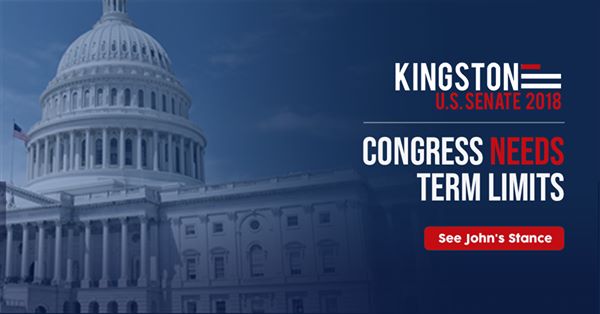 KINGSTON
U.S. SENATE 2018
CONGRESS NEEDS
TERM LIMITS
See John's Stance